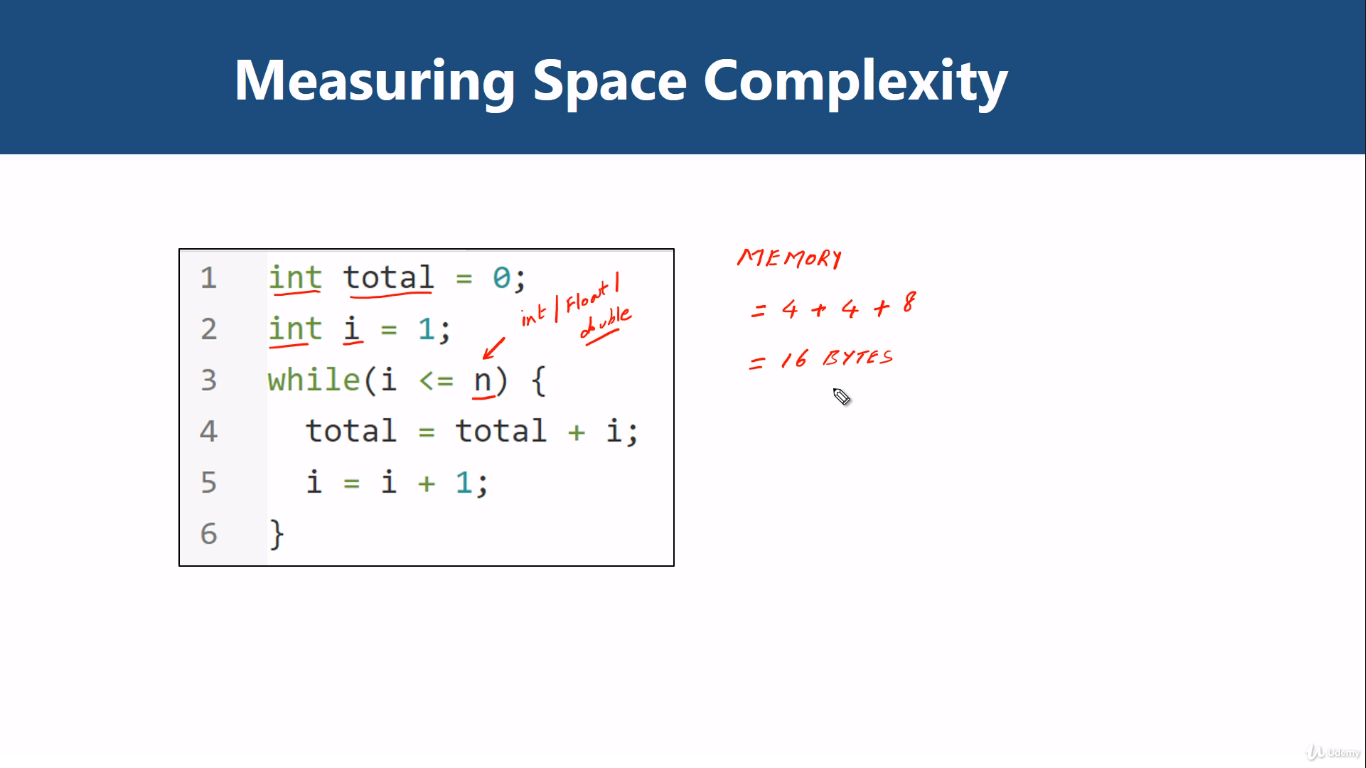 Measuring Space Complexity
1 int total = 0;
2 int i = 1;
3 while(i <= n) {
4 total = total + i;
5 i = i + 1;
6 }
int | Float |
double
MEMORY
= 4 + 4 + 8
= 16 BYTES
Udemy